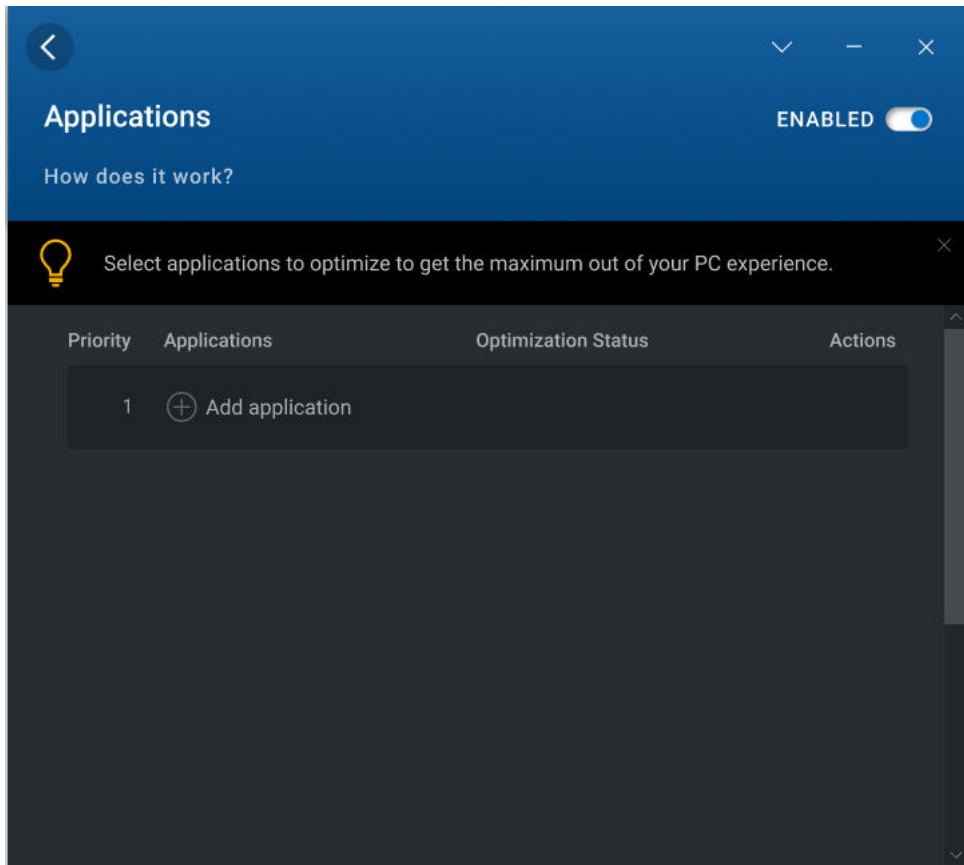 Applications
ENABLED
How does it work?
Select applications to optimize to get the maximum out of your PC experience.
Priority Applications Optimization Status Actions
1 Add application